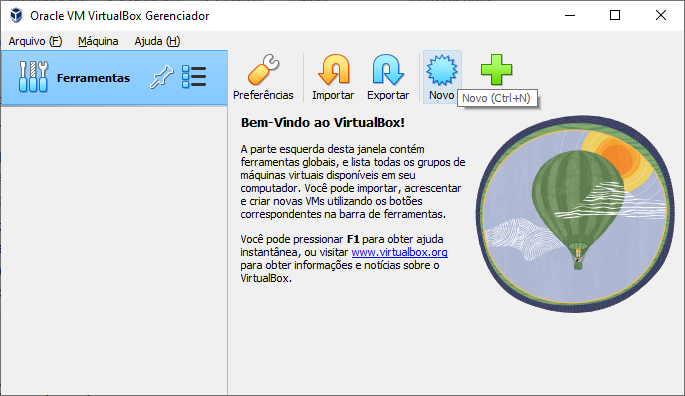 Oracle VM VirtualBox Gerenciador
Arquivo (F) Máquina Ajuda (H)
Ferramentas
Preferências Importar Exportar Novo
Novo (Ctrl+N)
Bem-Vindo ao VirtualBox!
A parte esquerda desta janela contém
ferramentas globais, e lista todas os grupos de
máquinas virtuais disponíveis em seu
computador. Você pode importar, acrescentar
e criar novas VMs utilizando os botões
correspondentes na barra de ferramentas.
Você pode pressionar F1 para obter ajuda
instantânea, ou visitar www.virtualbox.org
para obter informações e notícias sobre o
VirtualBox.